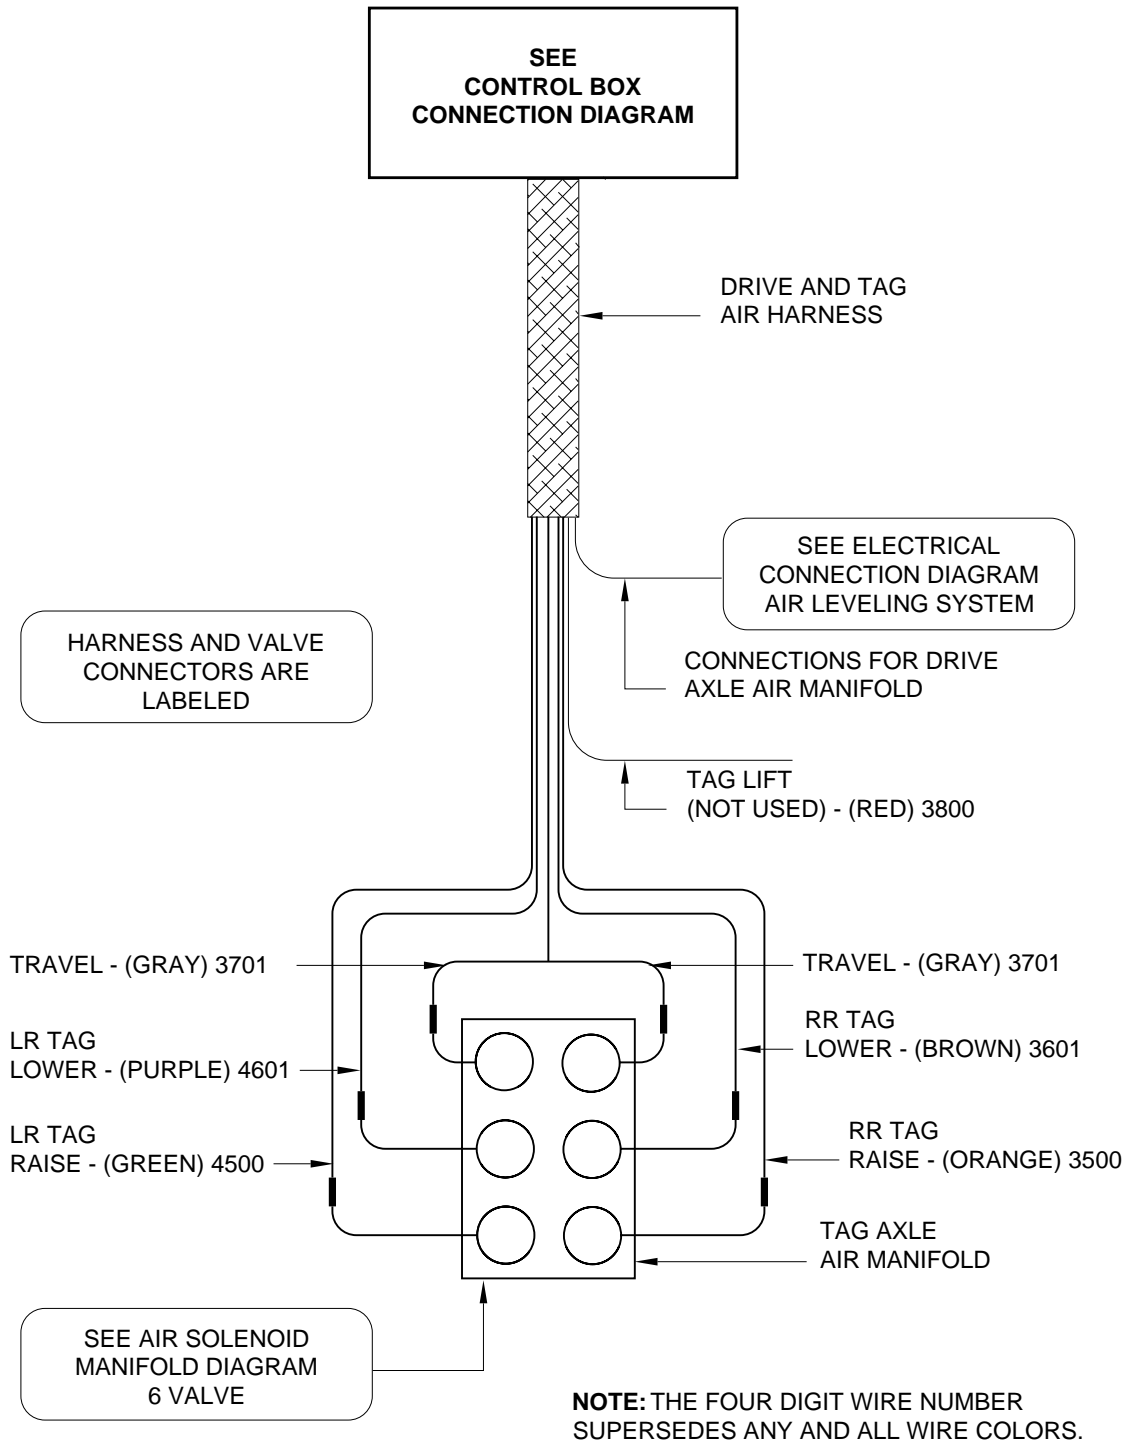 SEE
CONTROL BOX
CONNECTION DIAGRAM
DRIVE AND TAG
AIR HARNESS
SEE ELECTRICAL
CONNECTION DIAGRAM
AIR LEVELING SYSTEM
HARNESS AND VALVE
CONNECTORS ARE
LABELED
CONNECTIONS FOR DRIVE
AXLE AIR MANIFOLD
TAG LIFT
(NOT USED) - (RED) 3800
TRAVEL - (GRAY) 3701
TRAVEL - (GRAY) 3701
LR TAG
LOWER - (PURPLE) 4601
RR TAG
LOWER - (BROWN) 3601
LR TAG
RAISE - (GREEN) 4500
RR TAG
RAISE - (ORANGE) 3500
TAG AXLE
AIR MANIFOLD
SEE AIR SOLENOID
MANIFOLD DIAGRAM
6 VALVE
NOTE: THE FOUR DIGIT WIRE NUMBER
SUPERSEDES ANY AND ALL WIRE COLORS.